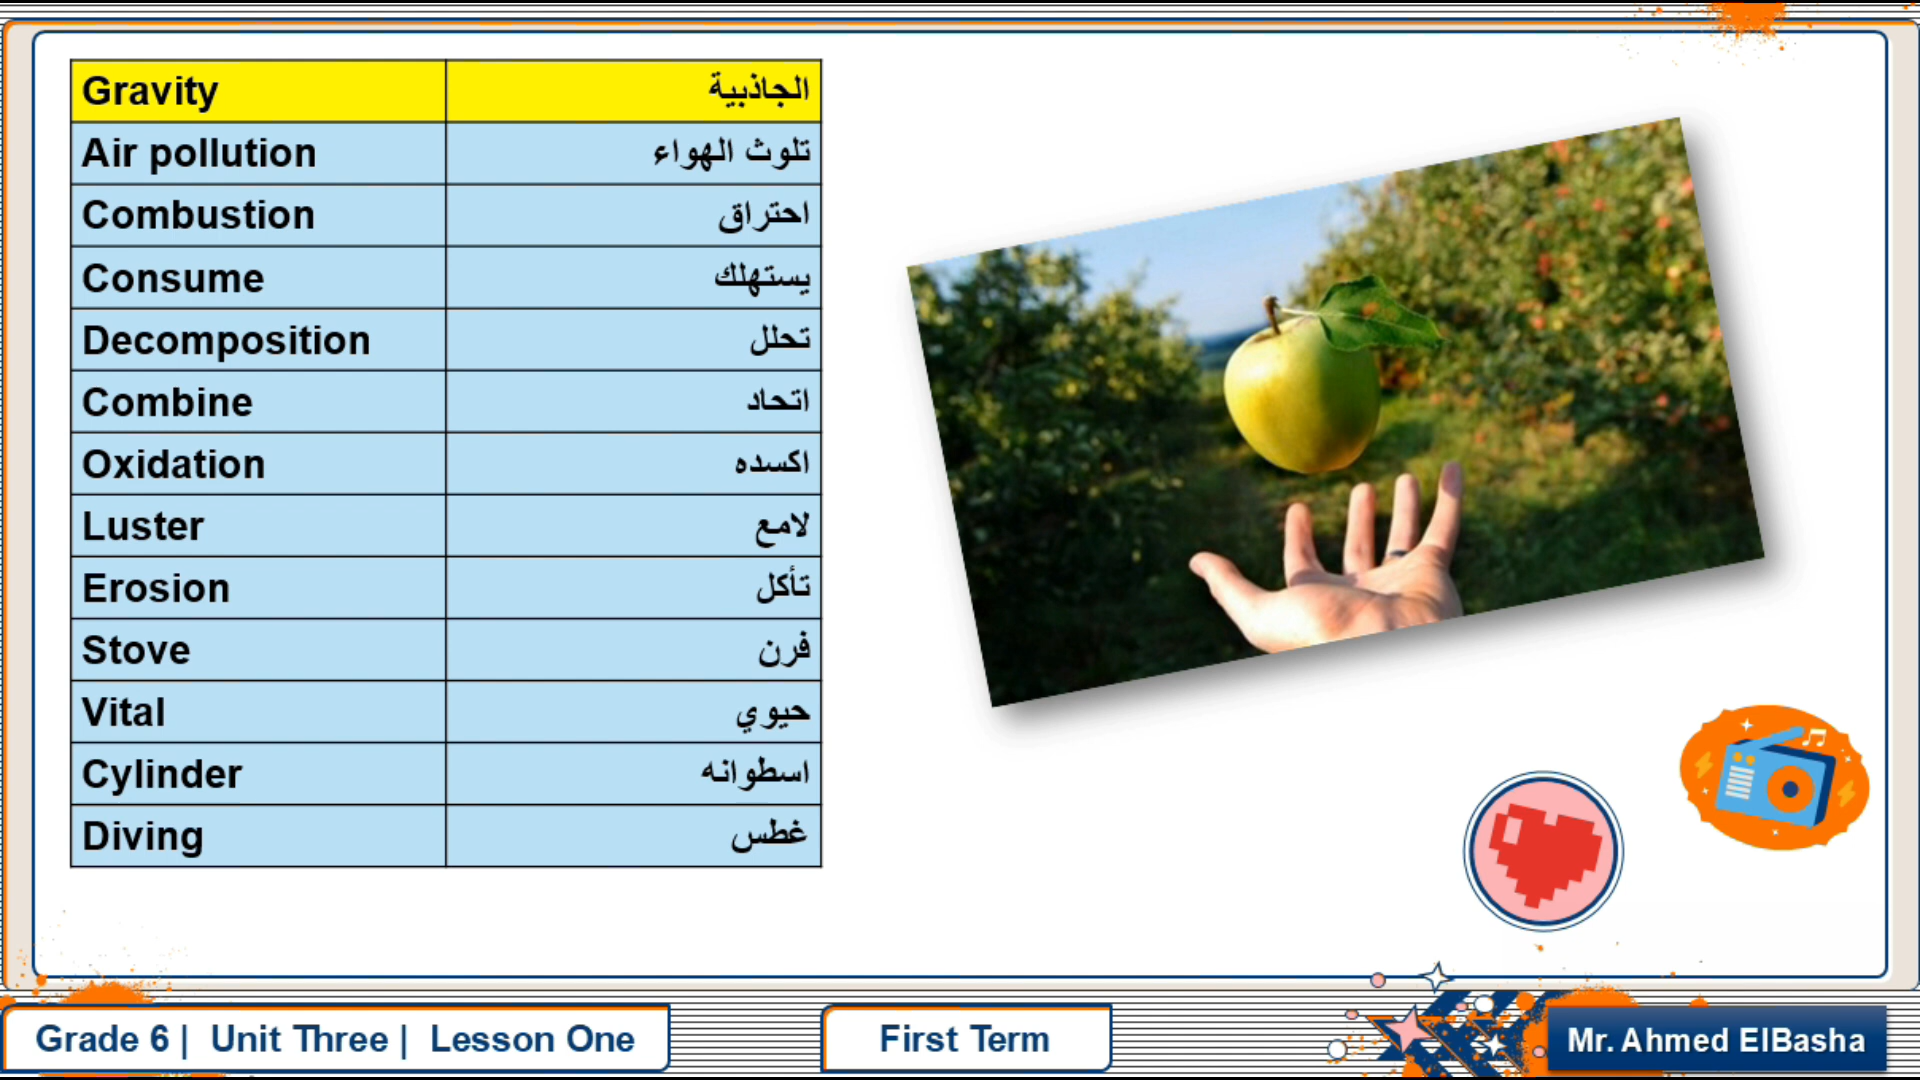 Gravity الجاذبية
Air pollution تلوث الهواء
Combustion احتراق
Consume يستهلك
Decomposition تحلل
Combine اتحاد
Oxidation اكسده
Luster لامع
Erosion تأكل
Stove فرن
Vital حيوي
Cylinder اسطوانه
Diving غطس
Grade 6 | Unit Three | Lesson One
First Term
Mr. Ahmed ElBasha